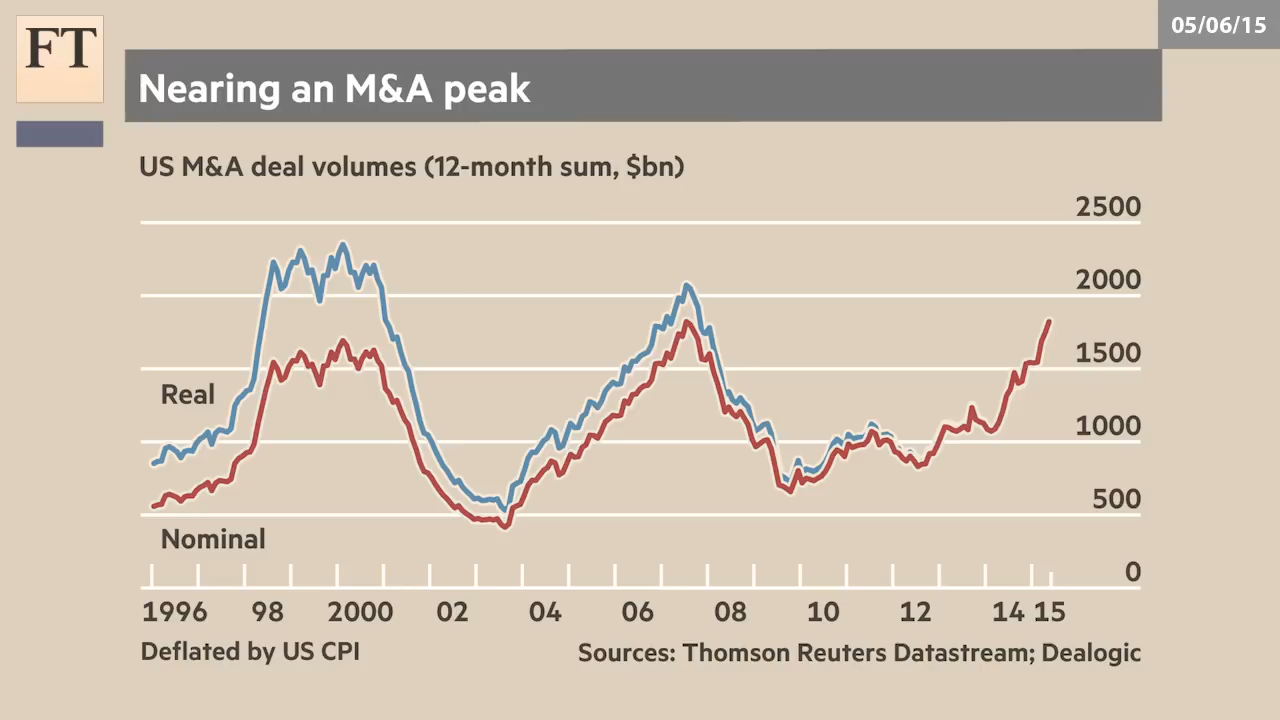 FT
05/06/15
Nearing an M&A peak
US M&A deal volumes (12-month sum, $bn)
2500
2000
1500
Real
1000
500
Nominal
0
1996 98 2000 02 04 06 08 10 12 14 15
Deflated by US CPI
Sources: Thomson Reuters Datastream; Dealogic